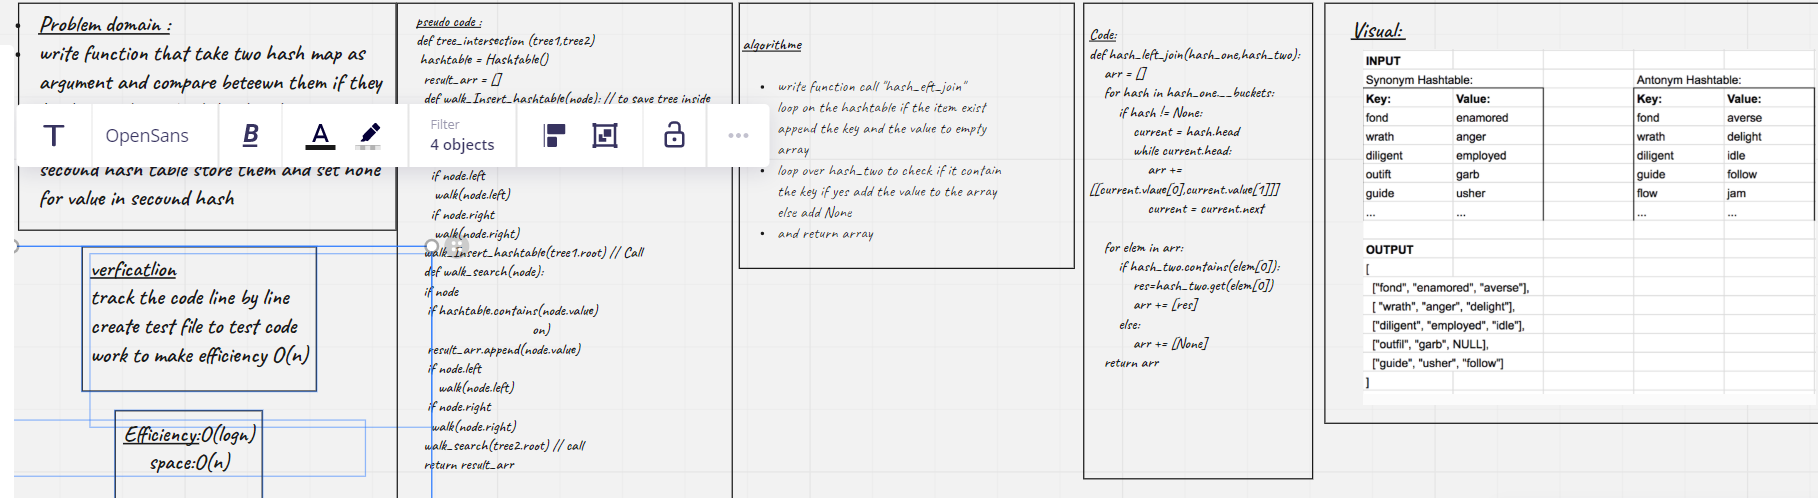 Problem domain :
write function that take two hash map as
argument and compare beteewn them if they
secound hash table store them and set none
for value in secound hash
T
OpenSans
B
A
Filter
4 objects
verficatlion
track the code line by line
create test file to test code
work to make efficiency O(n)
Efficiency:O(logn)
space:O(n)
pseudo code :
def tree_intersection (tree1,tree2)
hashtable = Hashtable()
result_arr = []
def walk_Insert_hashtable(node): // to save tree inside
if node.left
walk(node.left)
if node.right
walk(node.right)
walk_Insert_hashtable(tree1.root) // Call
def walk_search(node):
if node
if hashtable.contains(node.value)
on)
result_arr.append(node.value)
if node.left
walk(node.left)
if node.right
walk(node.right)
walk_search(tree2.root) // call
return result_arr
algorithme
write function call "hash_eft_join"
loop on the hashtable if the item exist
append the key and the value to empty
array
loop over hash_two to check if it contain
the key if yes add the value to the array
else add None
and return array
Code:
def hash_left_join(hash_one,hash_two):
arr = []
for hash in hash_one.__buckets:
if hash != None:
current = hash.head
while current.head:
arr +=
[[current.vlaue[0],current.value[1]]]
current = current.next
for elem in arr:
if hash_two.contains(elem[0]):
res=hash_two.get(elem[0])
arr += [res]
else:
arr += [None]
return arr
Visual:
INPUT
Synonym Hashtable: Antonym Hashtable:
Key: Value: Key: Value:
fond enamored fond averse
wrath anger wrath delight
diligent employed diligent idle
outift garb guide follow
guide usher flow jam
... ... ... ...
OUTPUT
[
["fond", "enamored", "averse"],
[ "wrath", "anger", "delight"],
["diligent", "employed", "idle"],
["outfil", "garb", NULL],
["guide", "usher", "follow"]
]